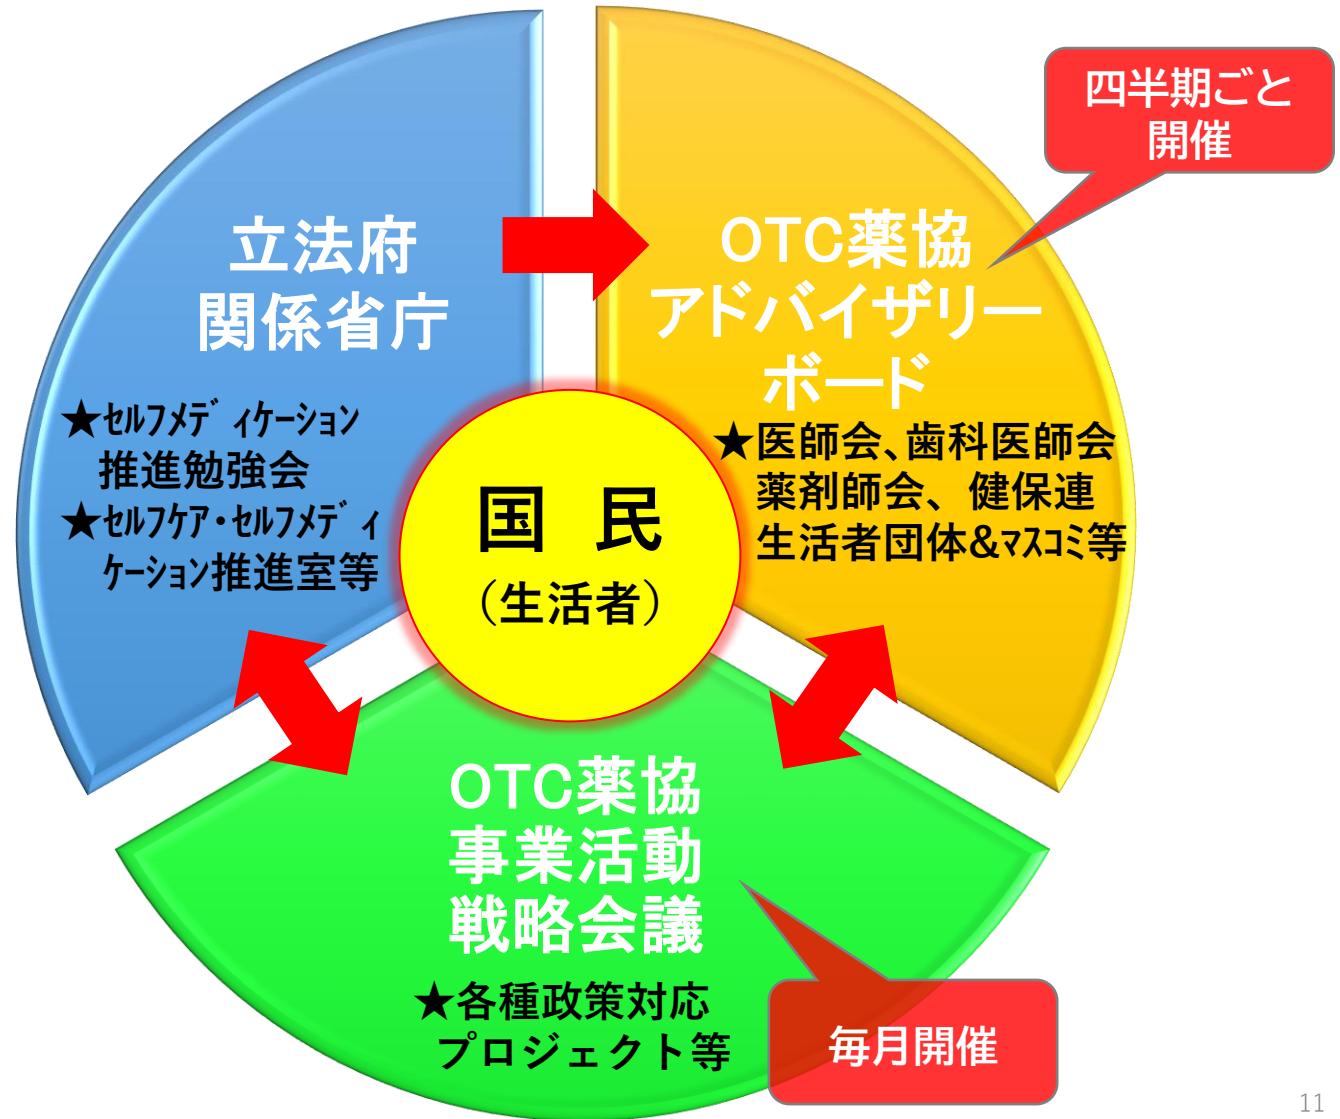 立法府
関係省庁
★ｾﾙﾌﾒﾃﾞｨｹｰｼｮﾝ
推進勉強会
★ｾﾙﾌｹｱ・ｾﾙﾌﾒﾃﾞｨ
ｹｰｼｮﾝ推進室等
OTC薬協
アドバイザリー
ボード
★医師会、歯科医師会
薬剤師会、健保連
生活者団体&ﾏｽｺﾐ等
四半期ごと
開催
国　民
（生活者）
OTC薬協
事業活動
戦略会議
★各種政策対応
プロジェクト等
毎月開催
11